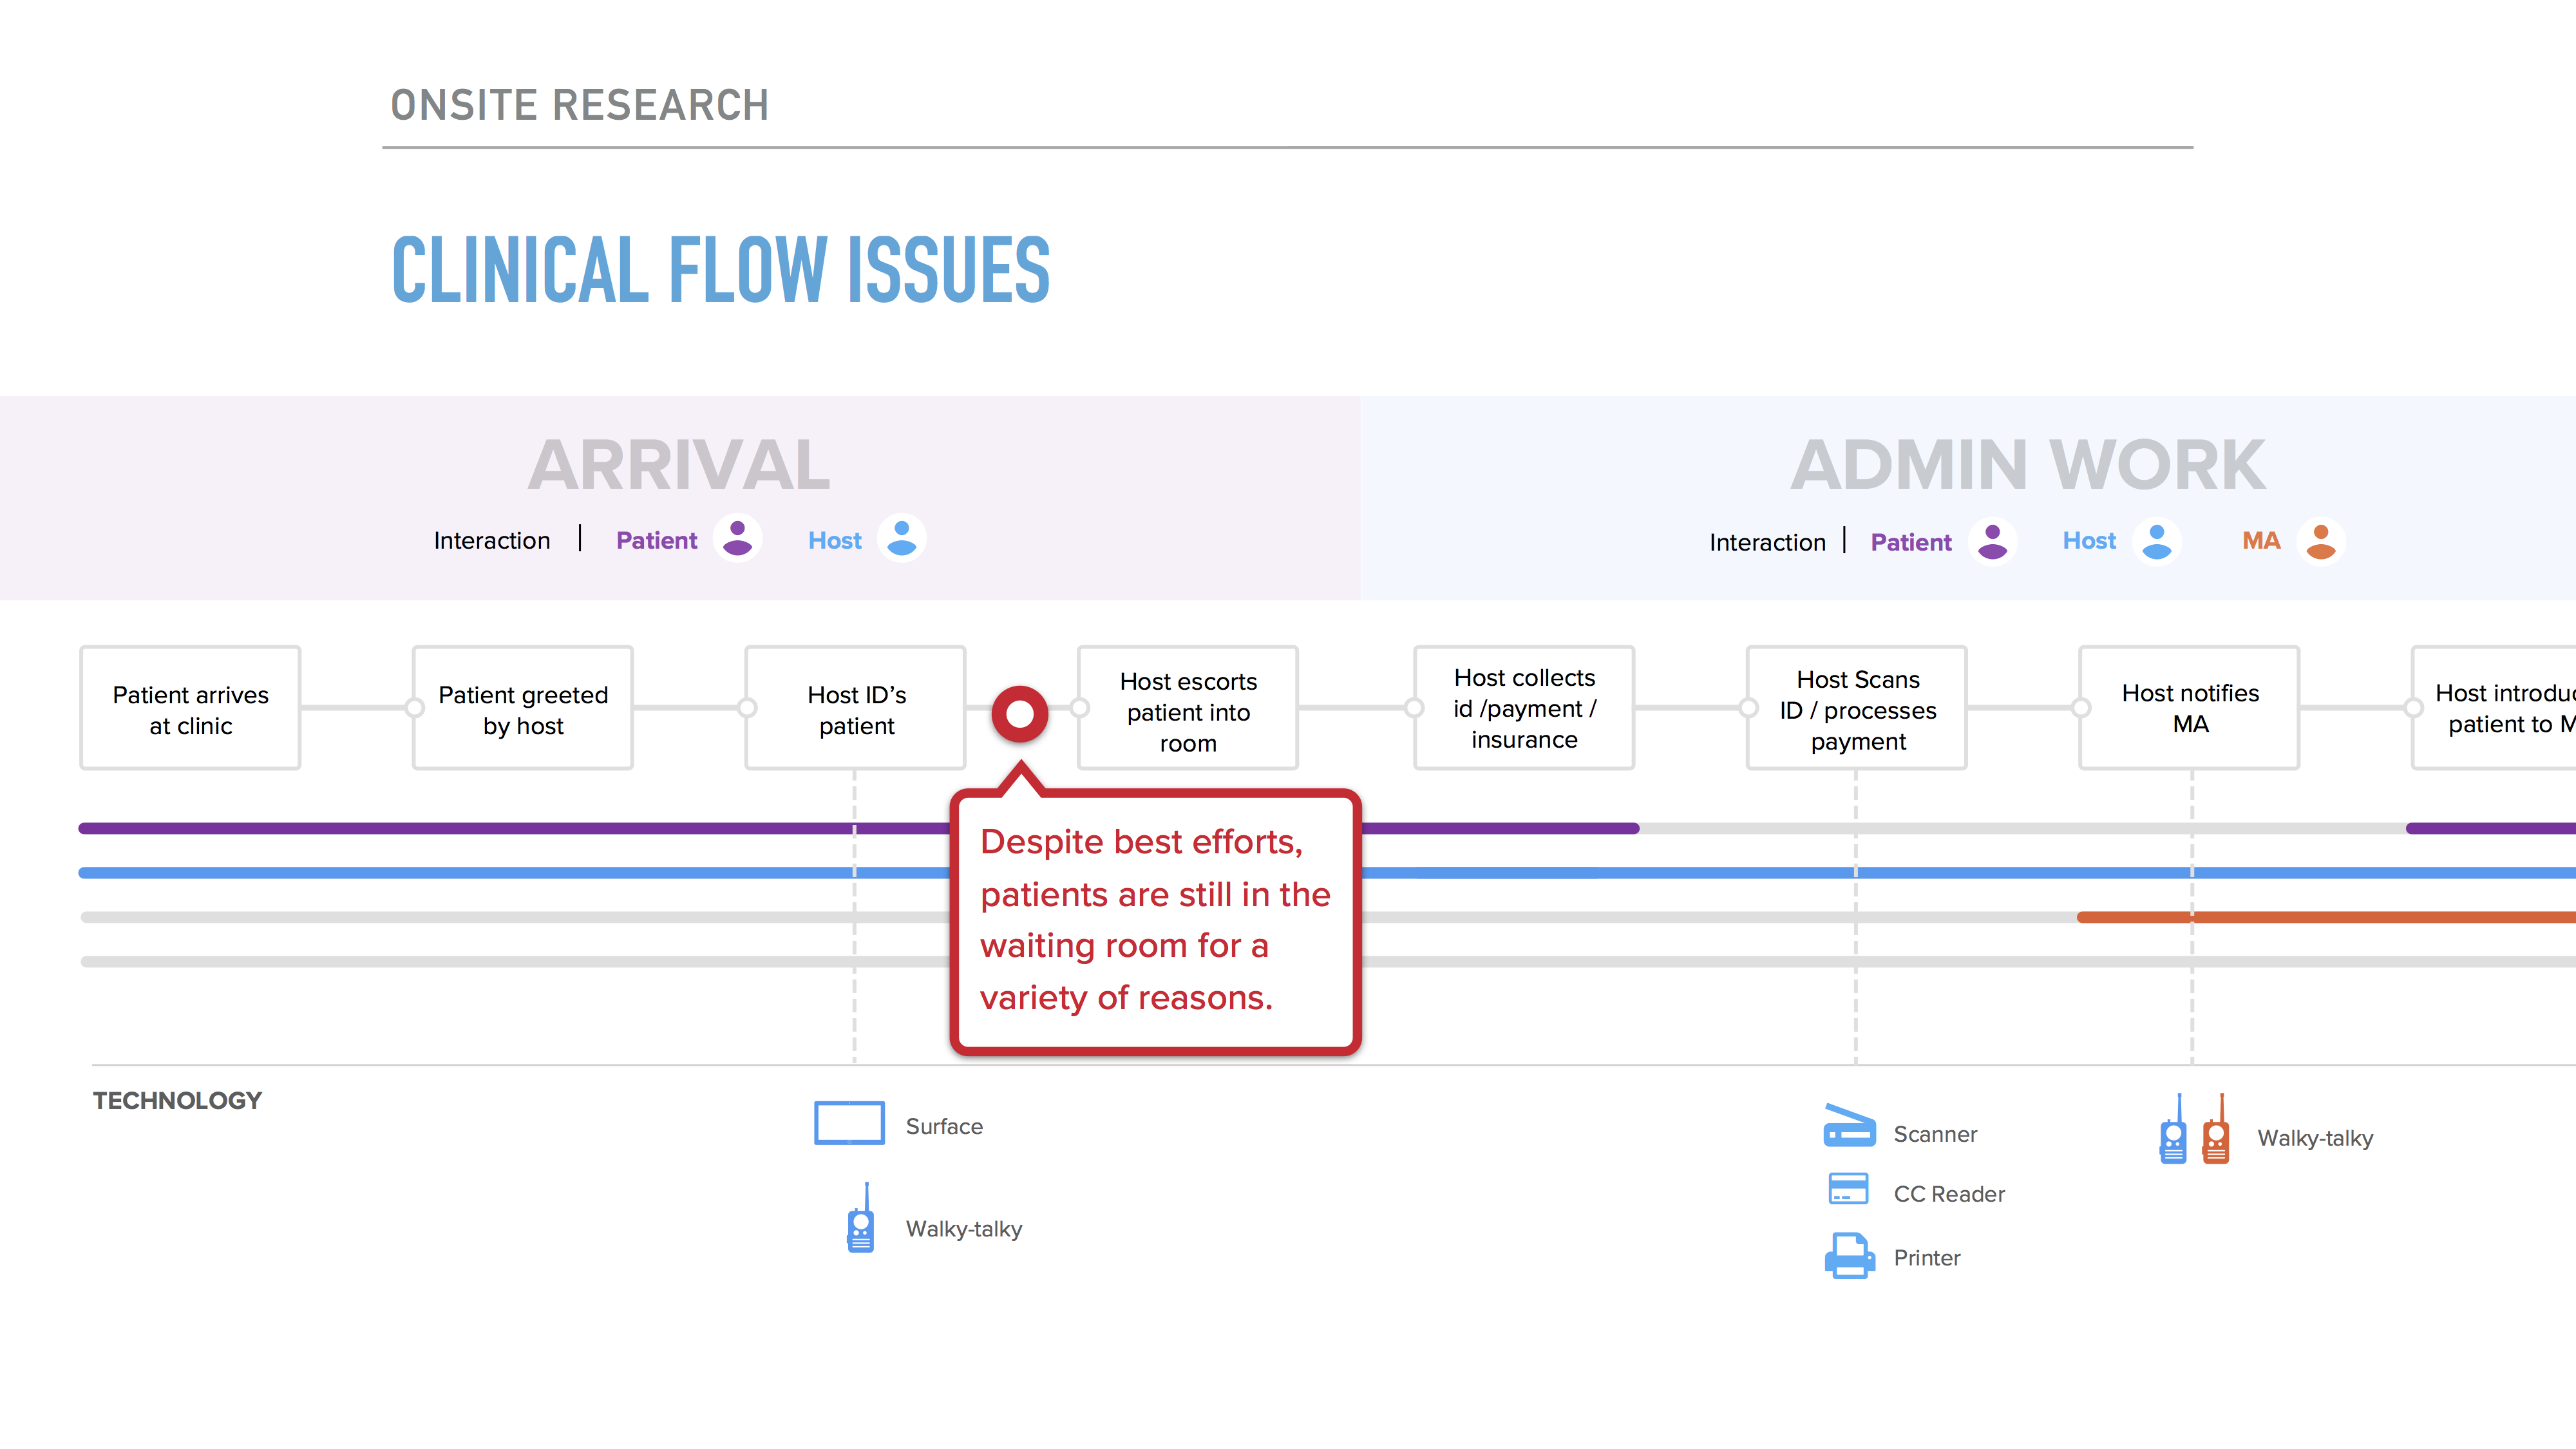 ONSITE RESEARCH
CLINICAL FLOW ISSUES
ARRIVAL
Interaction | Patient Host
ADMIN WORK
Interaction | Patient Host MA
Patient arrives
at clinic
Patient greeted
by host
Host ID’s
patient
Host escorts
patient into
room
Host collects
id /payment /
insurance
Host Scans
ID / processes
payment
Host notifies
MA
Host
patient to
Despite best efforts,
patients are still in the
waiting room for a
variety of reasons.
TECHNOLOGY
Surface
Walky-talky
Scanner
CC Reader
Printer
Walky-talky